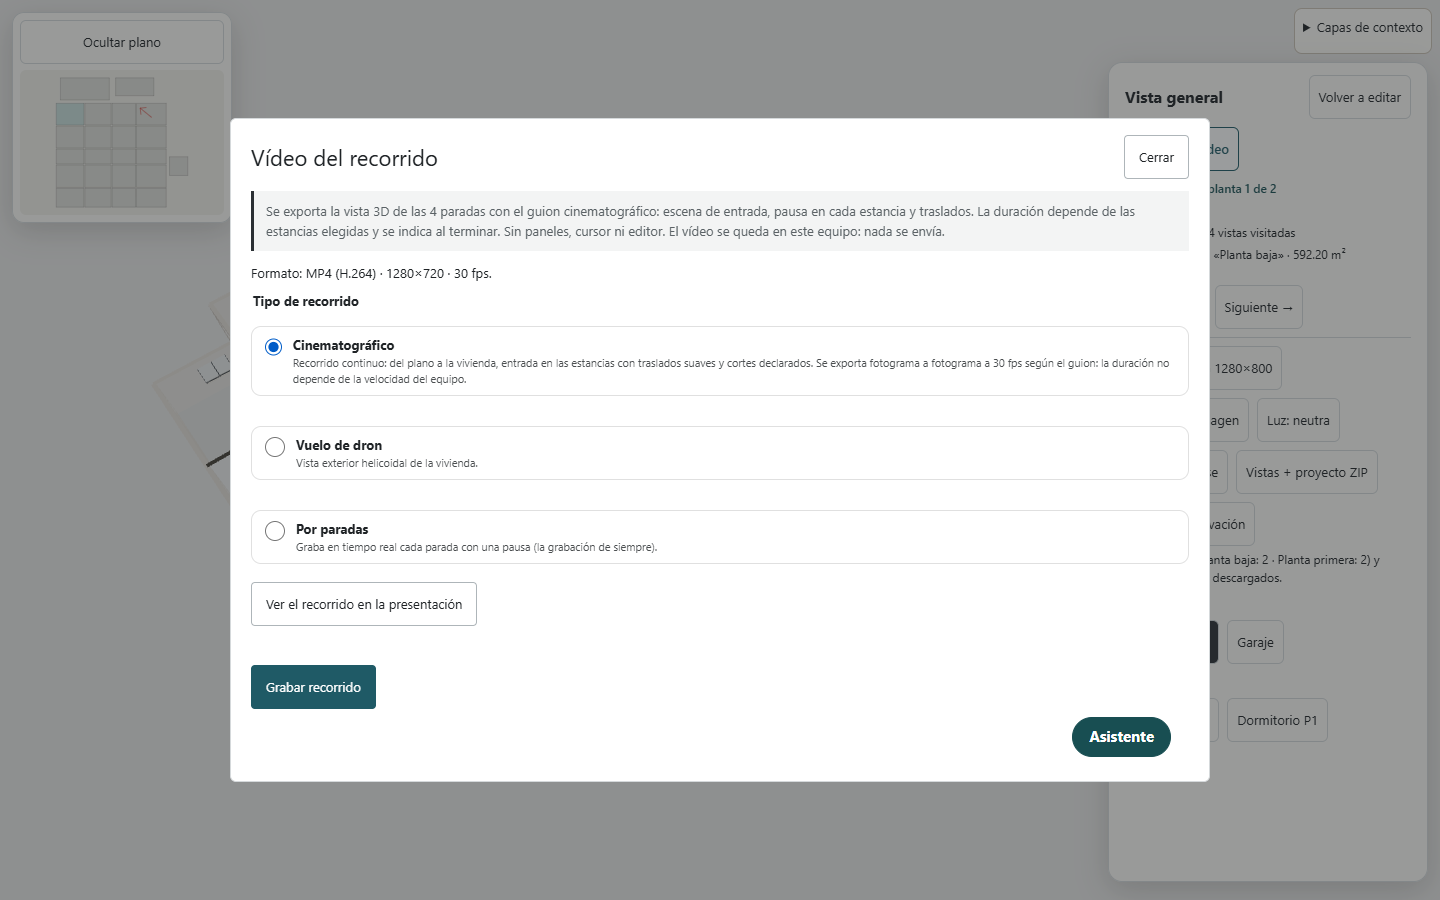 Ocultar plano
▶ Capas de contexto
Vista general
Volver a editar
deo
planta 1 de 2
4 vistas visitadas
«Planta baja» · 592.20 m²
Siguiente →
1280×800
agen
Luz: neutra
se
Vistas + proyecto ZIP
vación
anta baja: 2 · Planta primera: 2) y
descargados.
Garaje
Dormitorio P1
Vídeo del recorrido
Cerrar
Se exporta la vista 3D de las 4 paradas con el guion cinematográfico: escena de entrada, pausa en cada estancia y traslados. La duración depende de las
estancias elegidas y se indica al terminar. Sin paneles, cursor ni editor. El vídeo se queda en este equipo: nada se envía.
Formato: MP4 (H.264) · 1280×720 · 30 fps.
Tipo de recorrido
Cinematográfico
Recorrido continuo: del plano a la vivienda, entrada en las estancias con traslados suaves y cortes declarados. Se exporta fotograma a fotograma a 30 fps según el guion: la duración no
depende de la velocidad del equipo.
Vuelo de dron
Vista exterior helicoidal de la vivienda.
Por paradas
Graba en tiempo real cada parada con una pausa (la grabación de siempre).
Ver el recorrido en la presentación
Grabar recorrido
Asistente